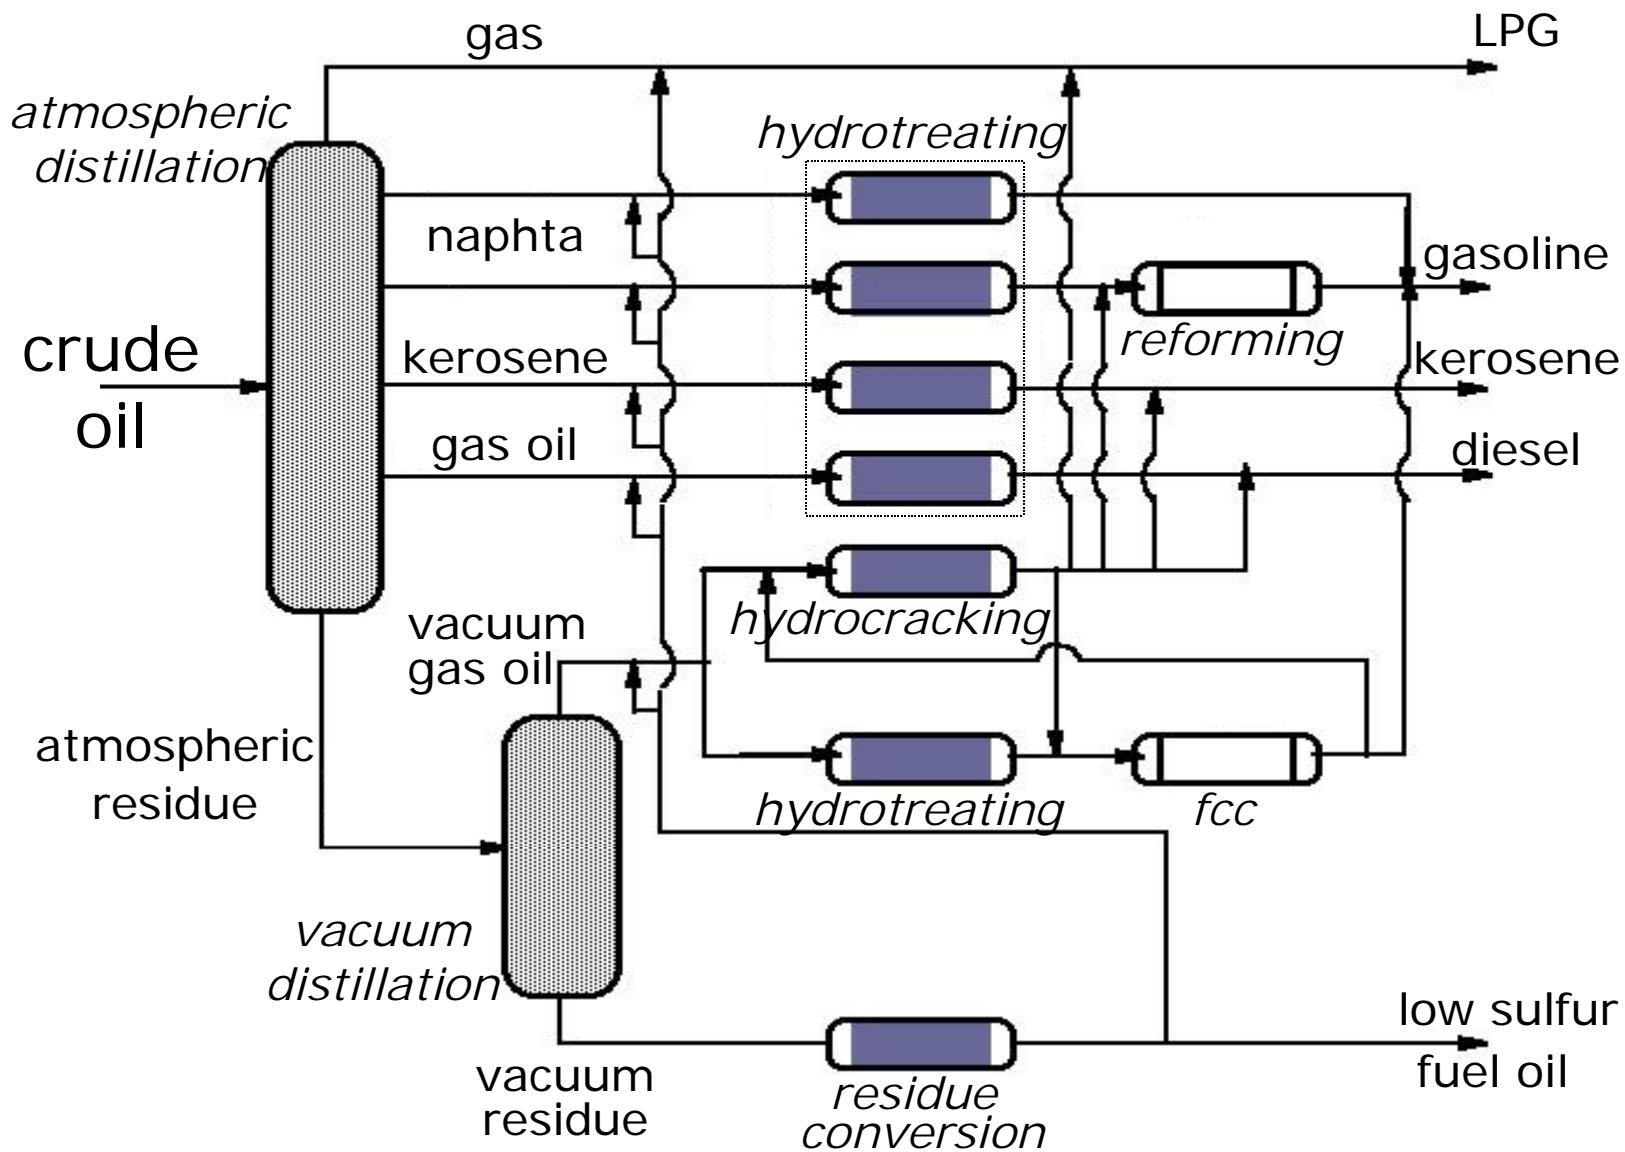 gas
LPG
atmospheric
distillation
hydrotreating
naphta
gasoline
reforming
crude
oil
kerosene
kerosene
gas oil
diesel
hydrocracking
vacuum
gas oil
atmospheric
residue
hydrotreating
fcc
vacuum
distillation
low sulfur
fuel oil
vacuum
residue
residue
conversion